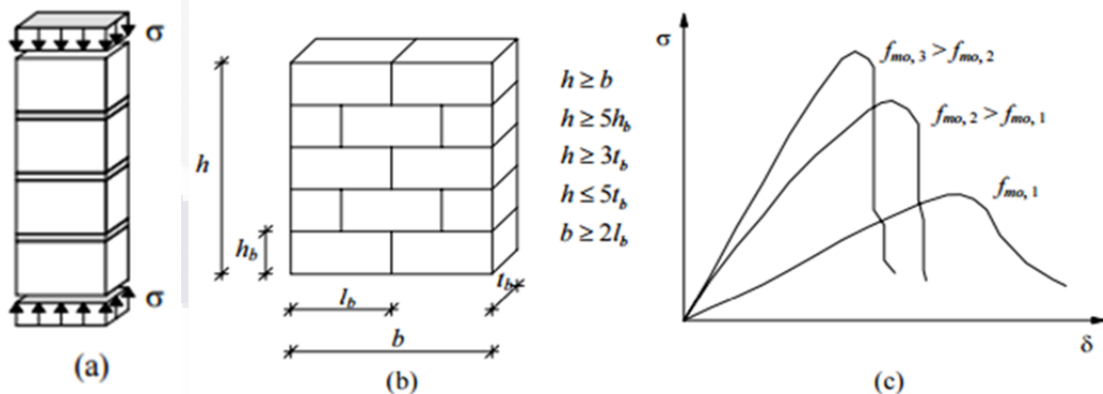 σ
σ
(a)
h
h_b
l_b
b
t_b
(b)
h ≥ b
h ≥ 5h_b
h ≥ 3t_b
h ≤ 5t_b
b ≥ 2l_b
σ
f_mo, 3 > f_mo, 2
f_mo, 2 > f_mo, 1
f_mo, 1
δ
(c)